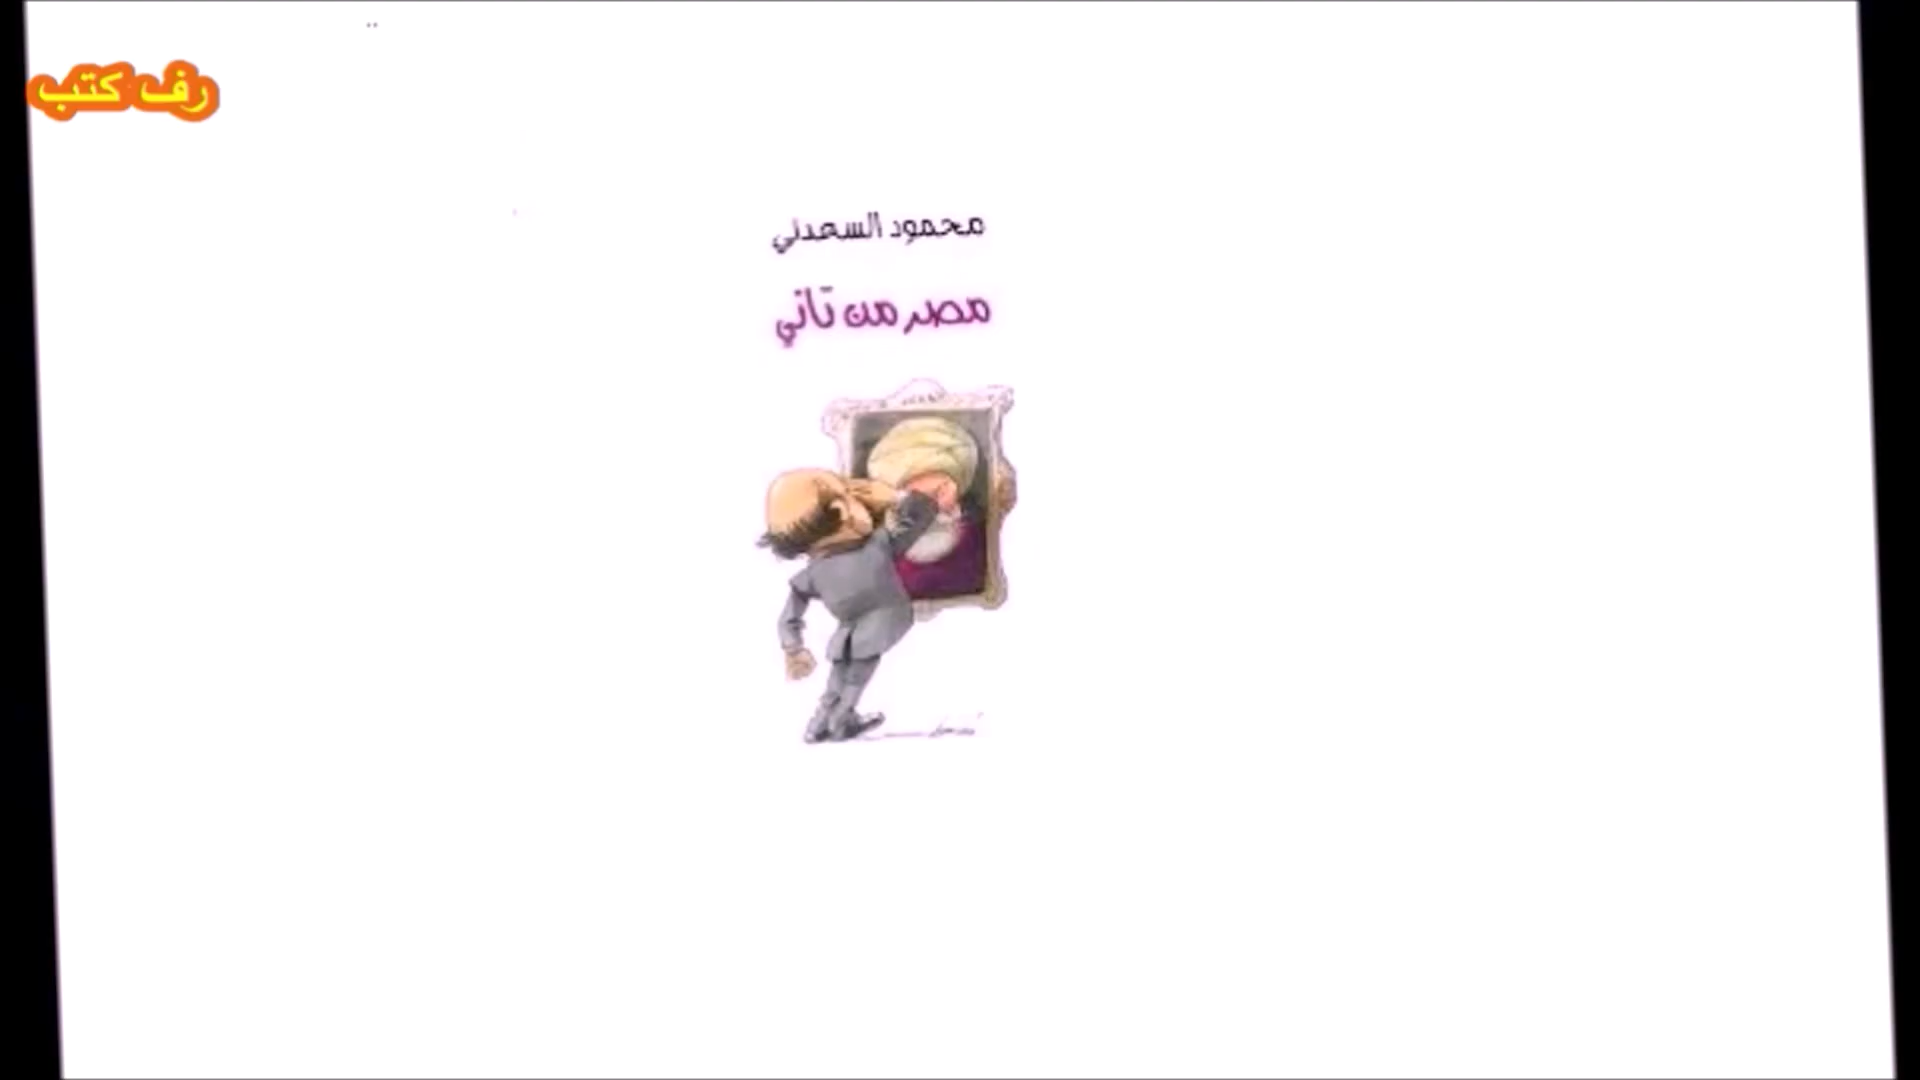 رف كتب
محمود السعدني
مصر من تاني